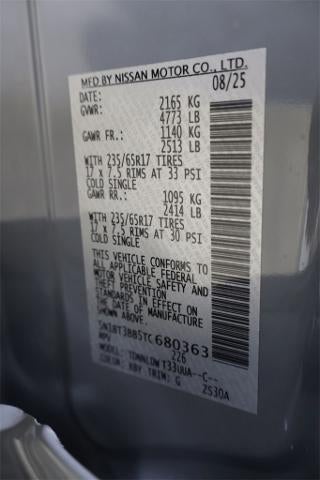 MFD BY NISSAN MOTOR CO., LTD.
DATE: 08/25
GVWR: 2165 KG
4773 LB
GAWR FR.: 1140 KG
2513 LB
WITH 235/65R17 TIRES
17 x 7.5 RIMS AT 33 PSI
COLD SINGLE
GAWR RR.: 1095 KG
2414 LB
WITH 235/65R17 TIRES
17 x 7.5 RIMS AT 30 PSI
COLD SINGLE
THIS VEHICLE CONFORMS TO
ALL APPLICABLE FEDERAL
MOTOR VEHICLE SAFETY AND
THEFT PREVENTION
STANDARDS IN EFFECT ON
THE DATE OF MANUFACTURE
SHOWN ABOVE.
5N1BT3BB5TC680363
MPV 226
MODEL: TDNNLDWT33UUA--C--
COLOR: KBY TRIM: G 2530A